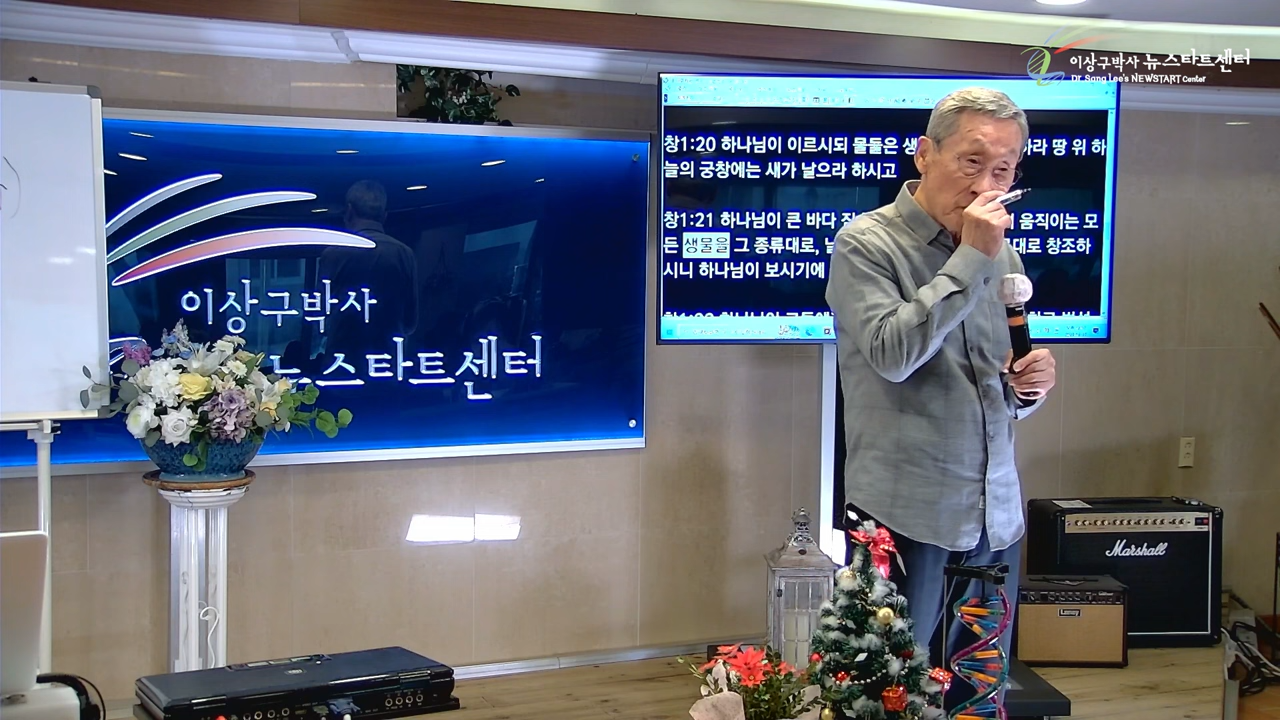 이상구박사 뉴스타트센터
Dr. Sang Lee's NEWSTART Center
창1:20 하나님이 이르시되 물들은 생 하라 땅 위 하
늘의 궁창에는 새가 날으라 하시고
창1:21 하나님이 큰 바다 움직이는 모
든 생물을 그 종류대로, 대로 창조하
시니 하나님이 보시기에
이상구박사
뉴스타트센터
Marshall
Laney